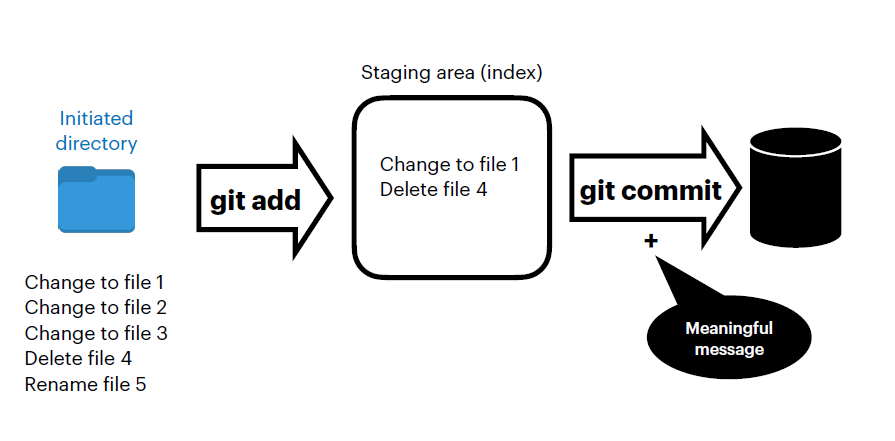 Staging area (index)
Initiated
directory
git add
Change to file 1
Delete file 4
git commit
+
Meaningful
message
Change to file 1
Change to file 2
Change to file 3
Delete file 4
Rename file 5